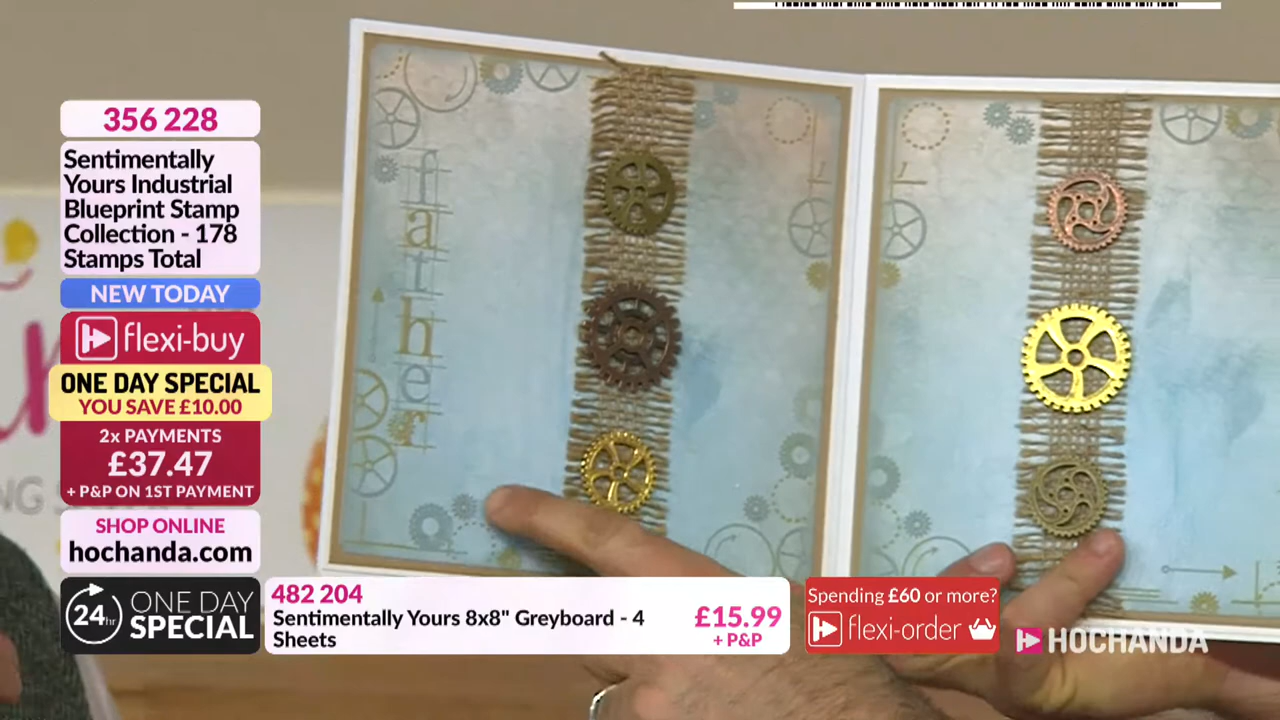 356 228
Sentimentally
Yours Industrial
Blueprint Stamp
Collection - 178
Stamps Total
NEW TODAY
flexi-buy
ONE DAY SPECIAL
YOU SAVE £10.00
2x PAYMENTS
£37.47
+ P&P ON 1ST PAYMENT
SHOP ONLINE
hochanda.com
24hr
ONE DAY
SPECIAL
482 204
Sentimentally Yours 8x8" Greyboard - 4
Sheets
£15.99
+ P&P
Spending £60 or more?
flexi-order
HOCHANDA
father